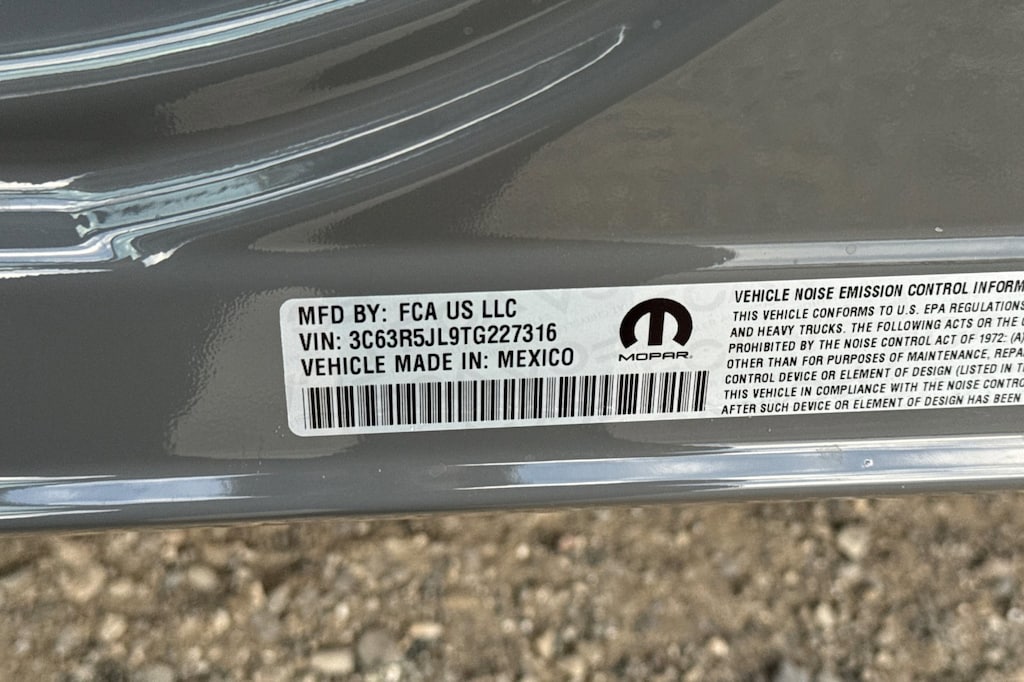 MFD BY: FCA US LLC
VIN: 3C63R5JL9TG227316
VEHICLE MADE IN: MEXICO
MOPAR
VEHICLE NOISE EMISSION CONTROL INFORM
THIS VEHICLE CONFORMS TO U.S. EPA REGULATIONS
AND HEAVY TRUCKS. THE FOLLOWING ACTS OR THE
PROHIBITED BY THE NOISE CONTROL ACT OF 1972: (A)
OTHER THAN FOR PURPOSES OF MAINTENANCE, REPA
CONTROL DEVICE OR ELEMENT OF DESIGN (LISTED IN
THIS VEHICLE IN COMPLIANCE WITH THE NOISE CONTRO
AFTER SUCH DEVICE OR ELEMENT OF DESIGN HAS BEEN